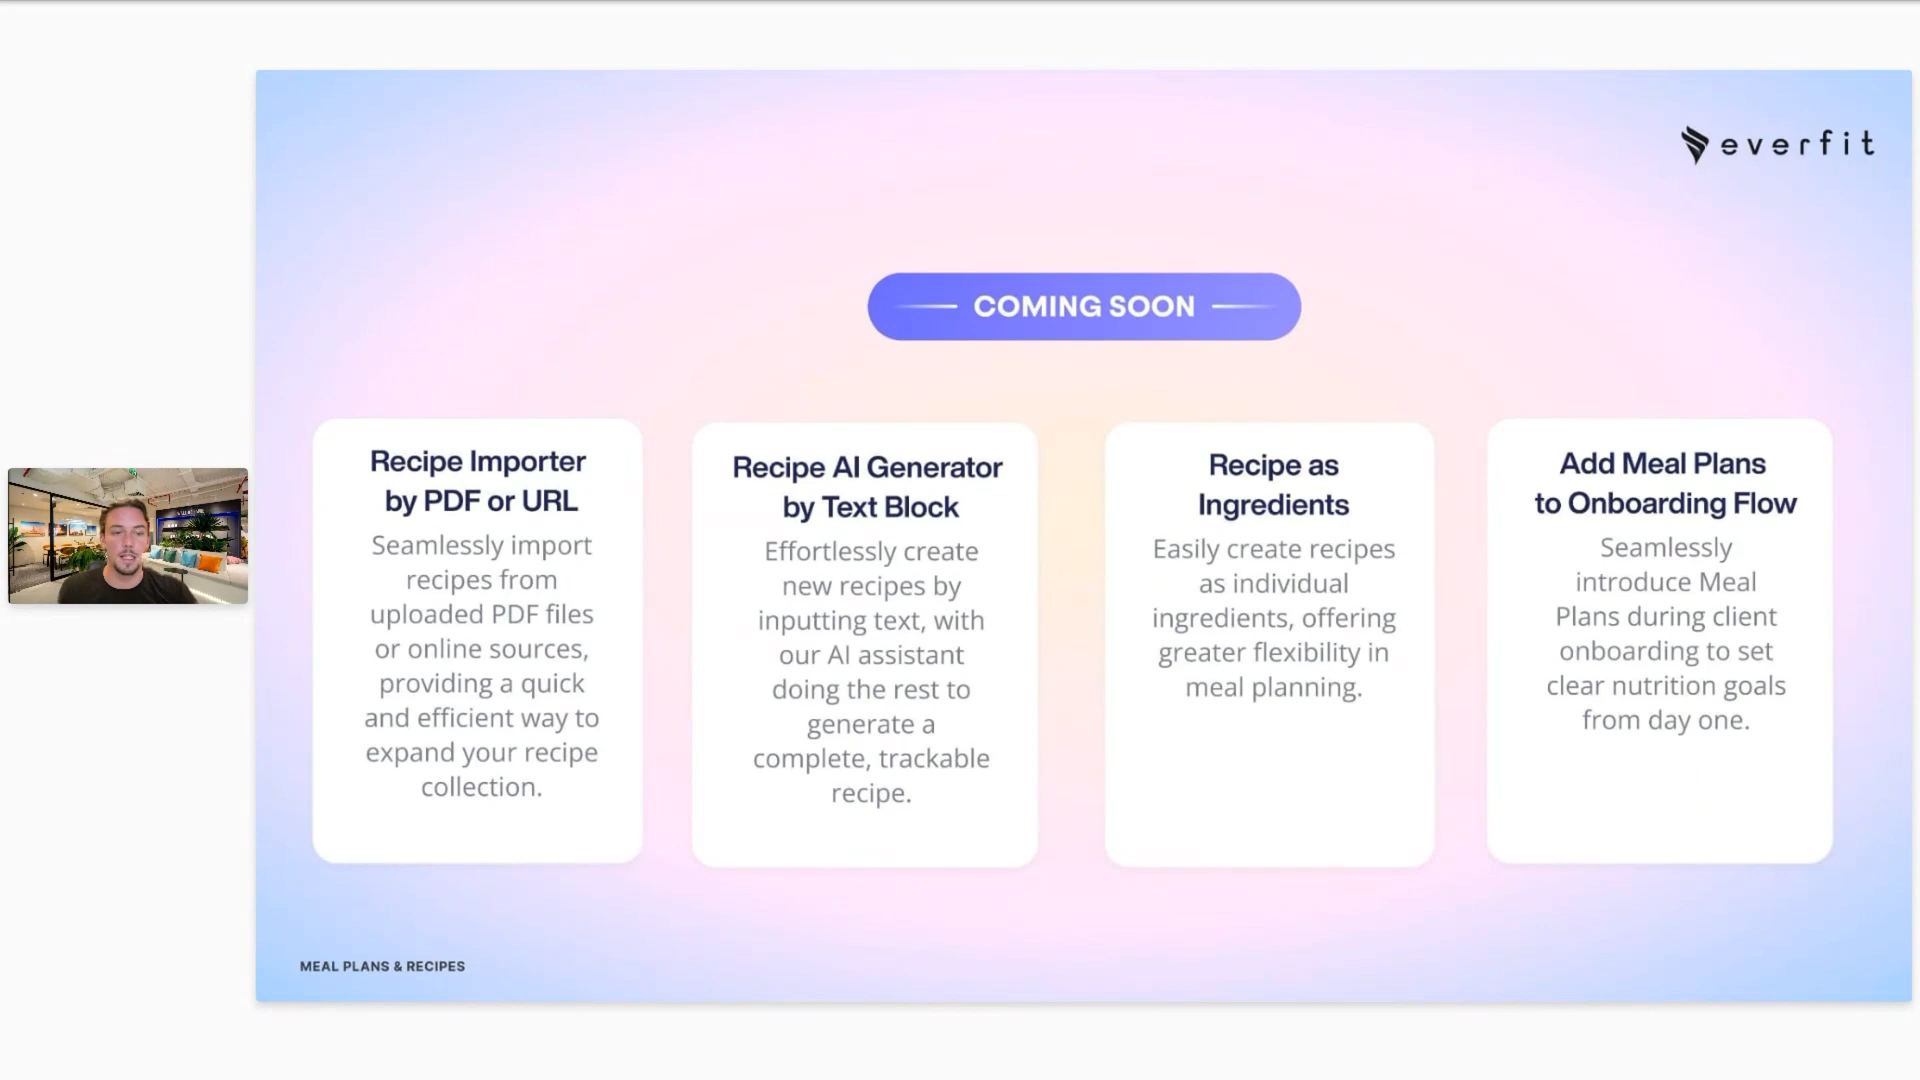 everfit
COMING SOON
Recipe Importer
by PDF or URL
Seamlessly import
recipes from
uploaded PDF files
or online sources,
providing a quick
and efficient way to
expand your recipe
collection.
Recipe AI Generator
by Text Block
Effortlessly create
new recipes by
inputting text, with
our AI assistant
doing the rest to
generate a
complete, trackable
recipe.
Recipe as
Ingredients
Easily create recipes
as individual
ingredients, offering
greater flexibility in
meal planning.
Add Meal Plans
to Onboarding Flow
Seamlessly
introduce Meal
Plans during client
onboarding to set
clear nutrition goals
from day one.
MEAL PLANS & RECIPES